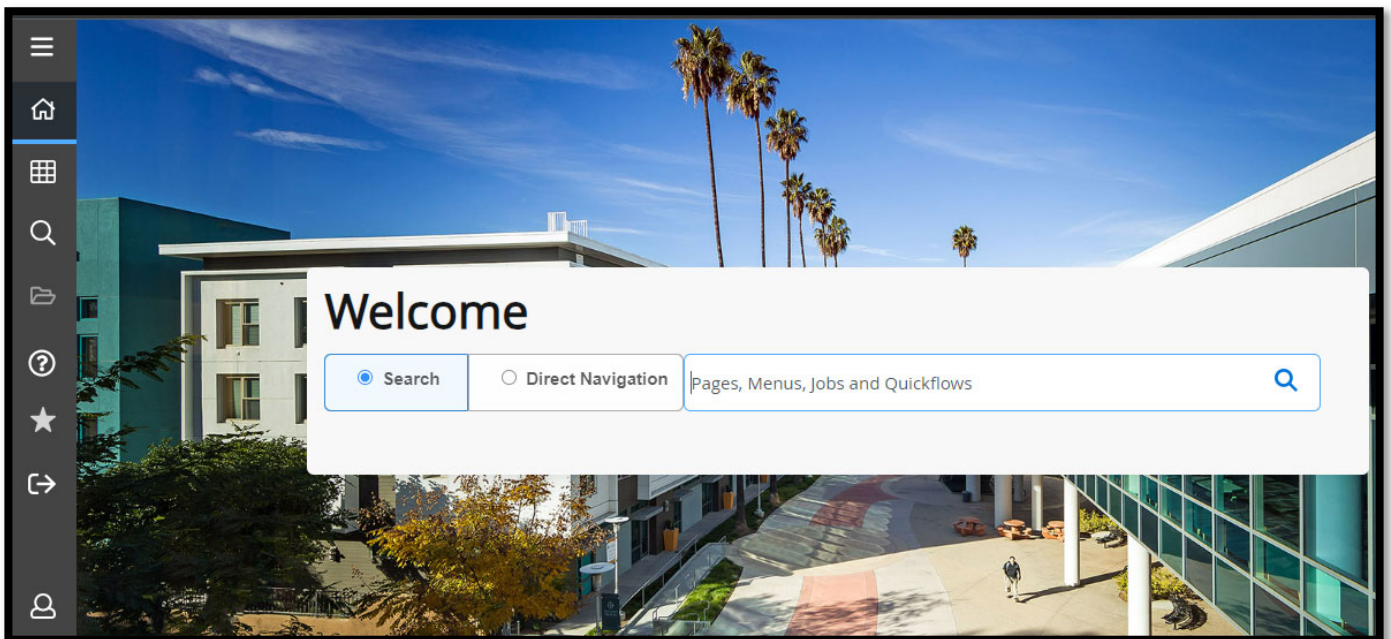 Welcome
Search
Direct Navigation
Pages, Menus, Jobs and Quickflows